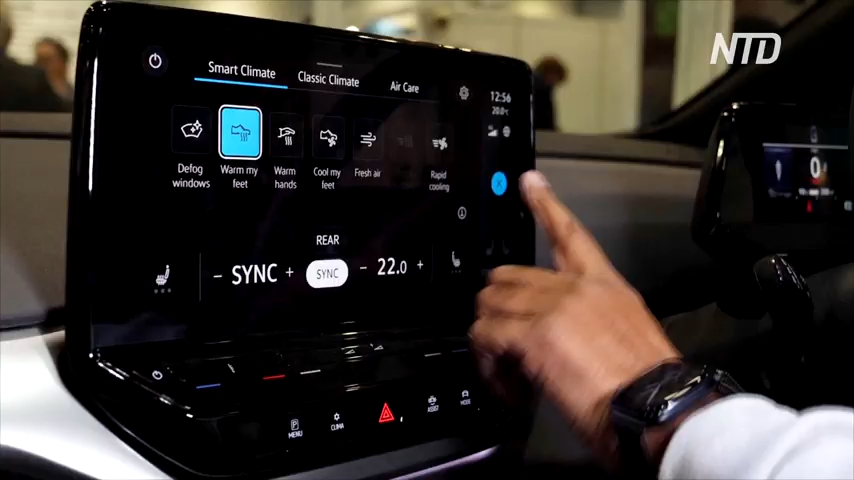 NTD
Smart Climate
Classic Climate
Air Care
12:56
20.0°C
Defog windows
Warm my feet
Warm hands
Cool my feet
Fresh air
Rapid cooling
REAR
− SYNC +
SYNC
− 22.0 +
P
MENU
CLIMA
ASSIST
MODE
0